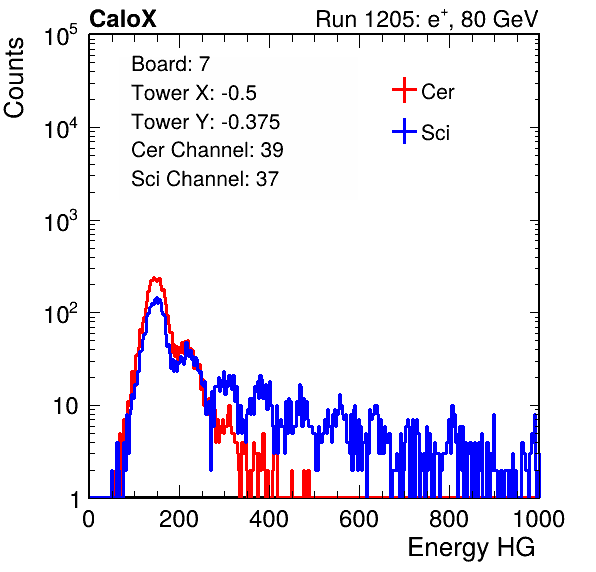 CaloX Run 1205: e⁺, 80 GeV
Counts
10⁵
10⁴
10³
10²
10
1
Board: 7
Tower X: -0.5
Tower Y: -0.375
Cer Channel: 39
Sci Channel: 37
Cer
Sci
0 200 400 600 800 1000
Energy HG